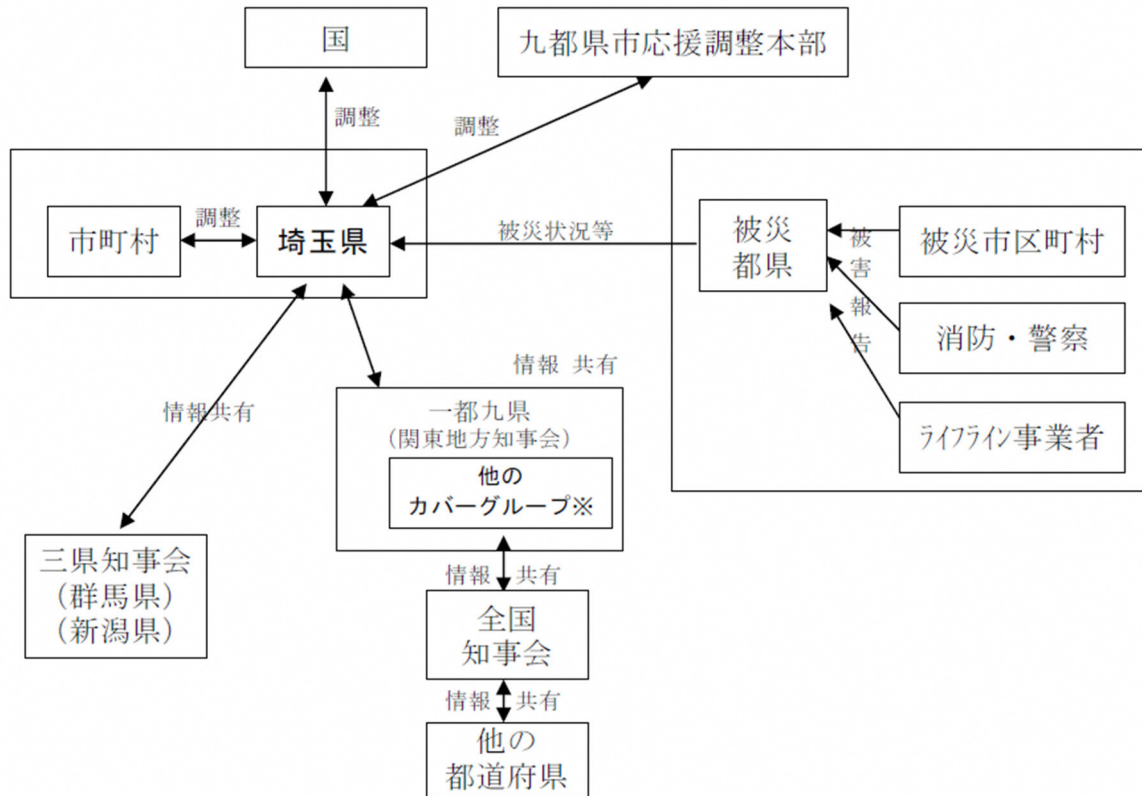 国
九都県市応援調整本部
調整
調整
市町村
調整
埼玉県
被災状況等
被災
都県
被害報告
被災市区町村
消防・警察
ﾗｲﾌﾗｲﾝ事業者
情報共有
情報 共有
一都九県
（関東地方知事会）
他の
カバーグループ※
三県知事会
（群馬県）
（新潟県）
情報 共有
全国
知事会
情報 共有
他の
都道府県